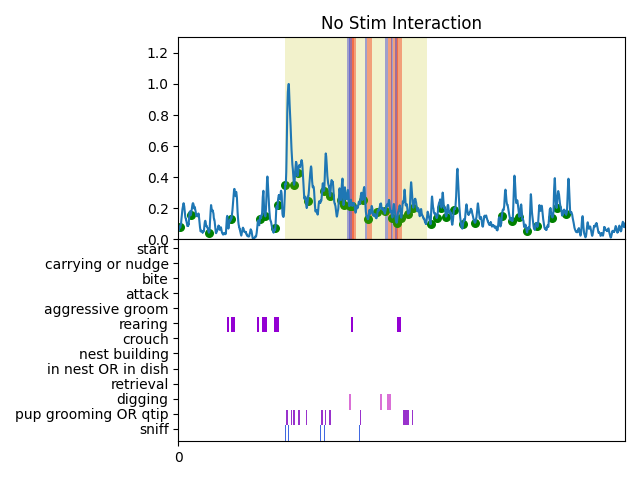 No Stim Interaction
1.2
1.0
0.8
0.6
0.4
0.2
0.0
start
carrying or nudge
bite
attack
aggressive groom
rearing
crouch
nest building
in nest OR in dish
retrieval
digging
pup grooming OR qtip
sniff
0